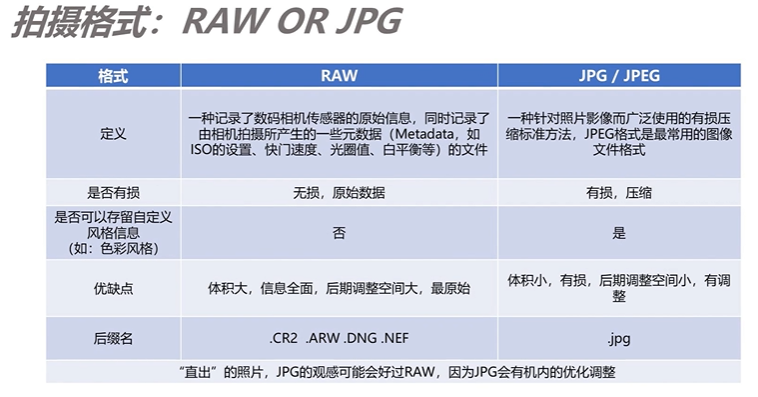 拍摄格式：RAW OR JPG
格式
RAW
JPG / JPEG
定义
一种记录了数码相机传感器的原始信息，同时记录了
由相机拍摄所产生的一些元数据（Metadata，如
ISO的设置、快门速度、光圈值、白平衡等）的文件
一种针对照片影像而广泛使用的有损压
缩标准方法，JPEG格式是最常用的图像
文件格式
是否有损
无损，原始数据
有损，压缩
是否可以存留自定义
风格信息
（如：色彩风格）
否
是
优缺点
体积大，信息全面，后期调整空间大，最原始
体积小，有损，后期调整空间小，有调
整
后缀名
.CR2 .ARW .DNG .NEF
.jpg
“直出”的照片，JPG的观感可能会好过RAW，因为JPG会有机内的优化调整